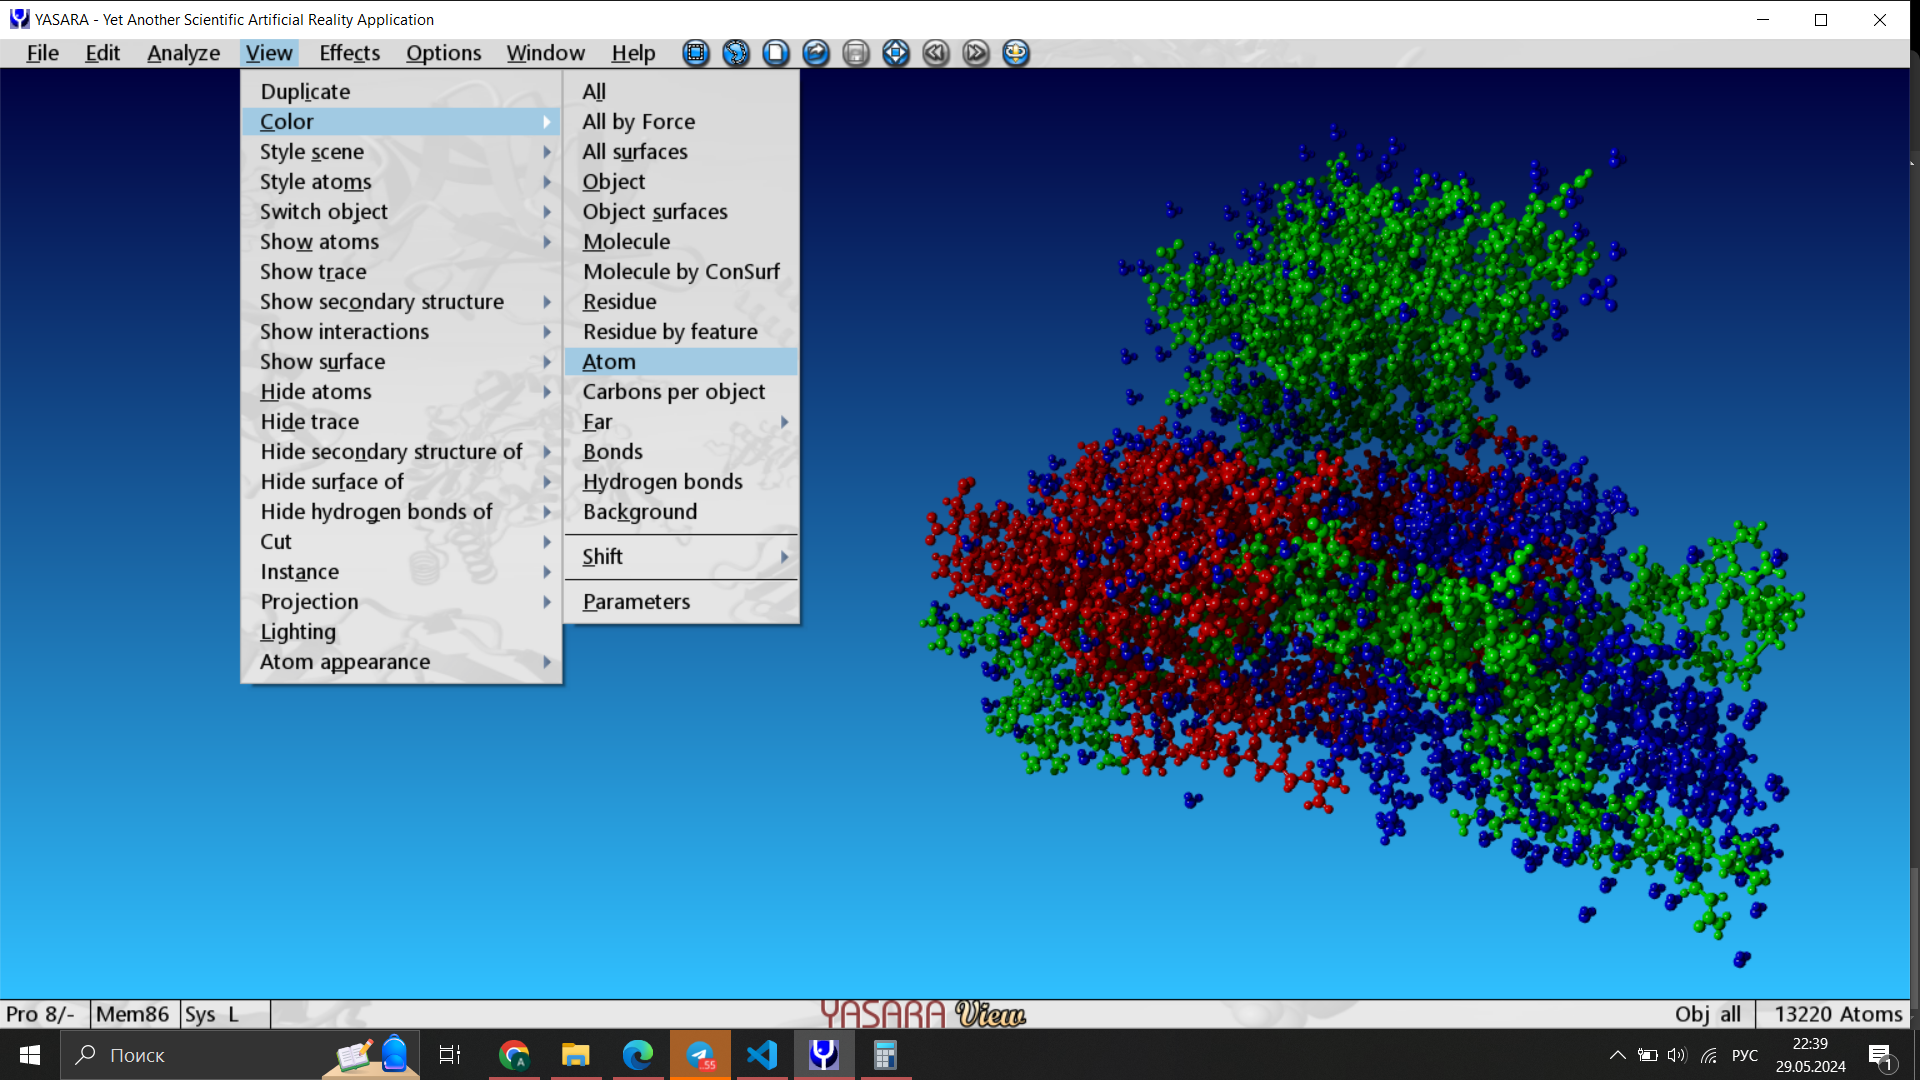 YASARA - Yet Another Scientific Artificial Reality Application
File Edit Analyze View Effects Options Window Help
Duplicate
Color
Style scene
Style atoms
Switch object
Show atoms
Show trace
Show secondary structure
Show interactions
Show surface
Hide atoms
Hide trace
Hide secondary structure of
Hide surface of
Hide hydrogen bonds of
Cut
Instance
Projection
Lighting
Atom appearance
All
All by Force
All surfaces
Object
Object surfaces
Molecule
Molecule by ConSurf
Residue
Residue by feature
Atom
Carbons per object
Far
Bonds
Hydrogen bonds
Background
Shift
Parameters
Pro 8/- Mem86 Sys L YASARA View Obj all 13220 Atoms
Поиск
A
55
РУС
22:39
29.05.2024
1